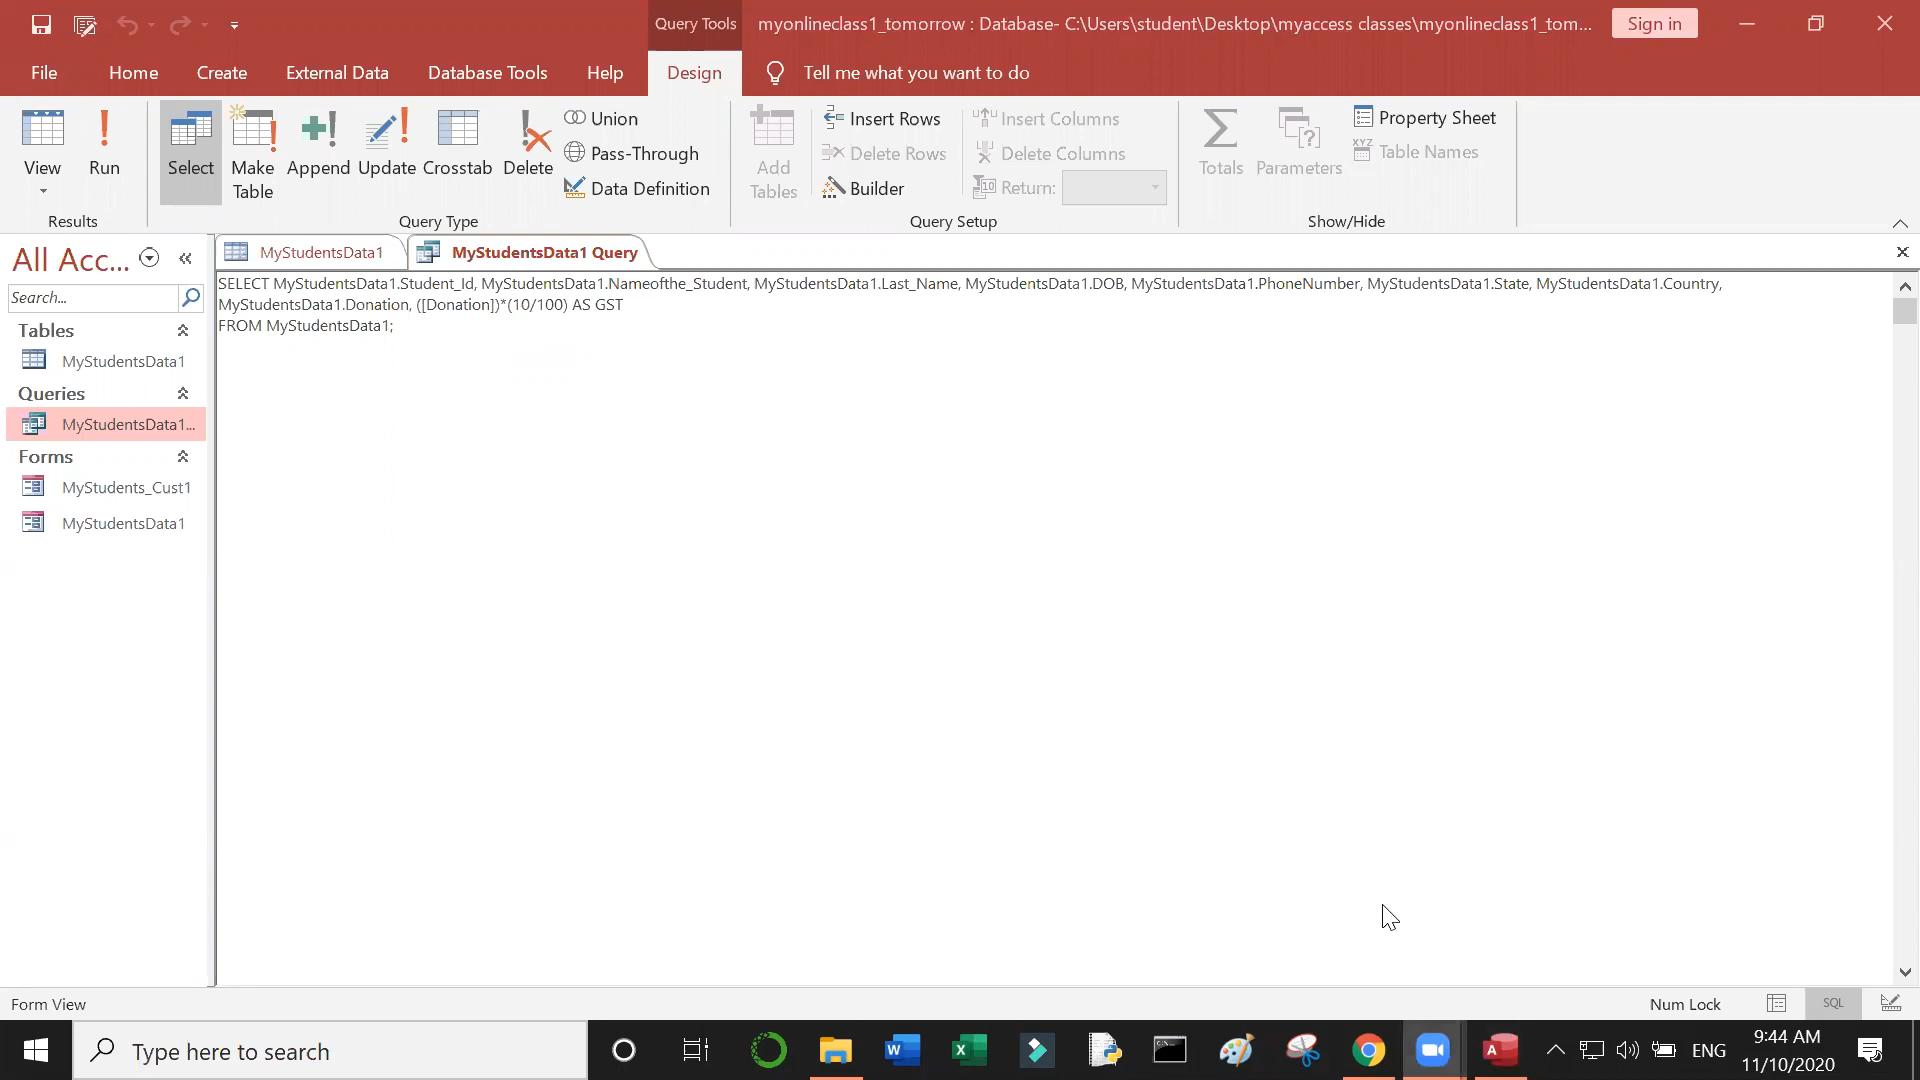 Query Tools
myonlineclass1_tomorrow : Database- C:\Users\student\Desktop\myaccess classes\myonlineclass1_tom...
Sign in
File Home Create External Data Database Tools Help Design Tell me what you want to do
View
Run
Select
Make
Table
Append
Update
Crosstab
Delete
Union
Pass-Through
Data Definition
Add
Tables
Insert Rows
Delete Rows
Builder
Insert Columns
Delete Columns
Return:
Totals
Parameters
Property Sheet
Table Names
Results
Query Type
Query Setup
Show/Hide
All Acc...
MyStudentsData1
MyStudentsData1 Query
Search...
Tables
MyStudentsData1
Queries
MyStudentsData1...
Forms
MyStudents_Cust1
MyStudentsData1
SELECT MyStudentsData1.Student_Id, MyStudentsData1.Nameofthe_Student, MyStudentsData1.Last_Name, MyStudentsData1.DOB, MyStudentsData1.PhoneNumber, MyStudentsData1.State, MyStudentsData1.Country,
MyStudentsData1.Donation, ([Donation])*(10/100) AS GST
FROM MyStudentsData1;
Form View
Num Lock
SQL
Type here to search
ENG
9:44 AM
11/10/2020